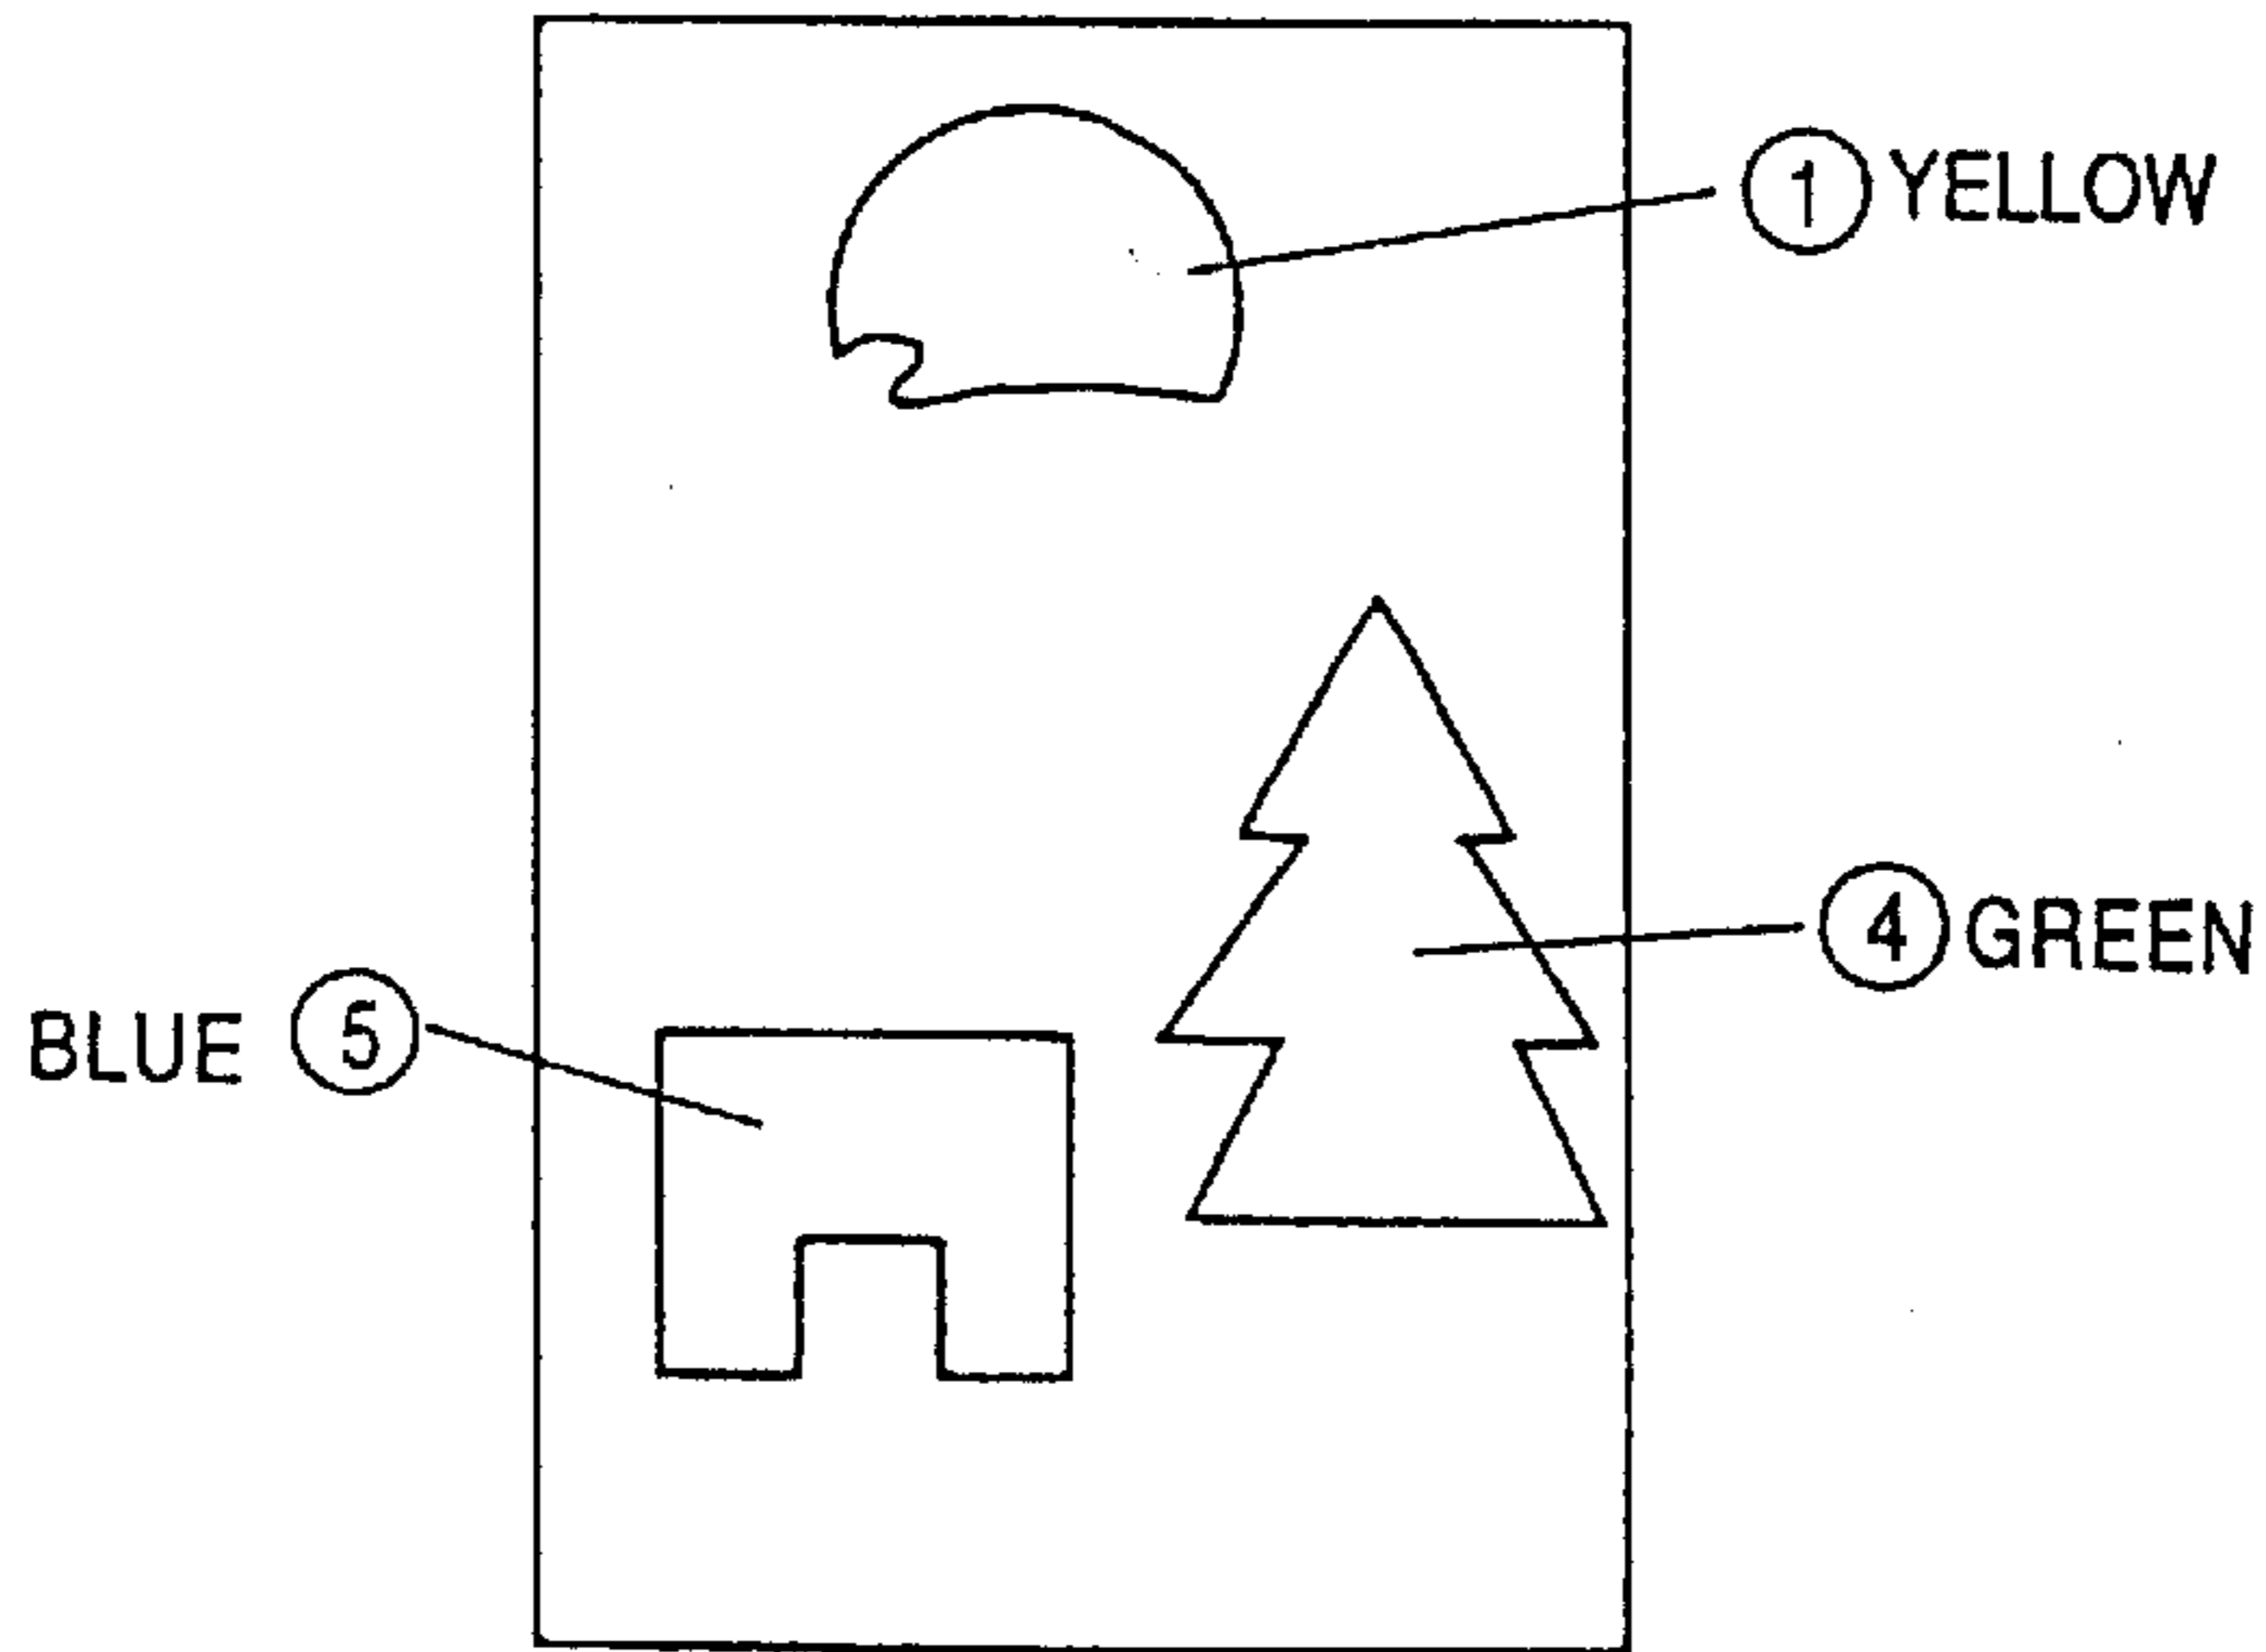 ① YELLOW
④ GREEN
BLUE ⑤